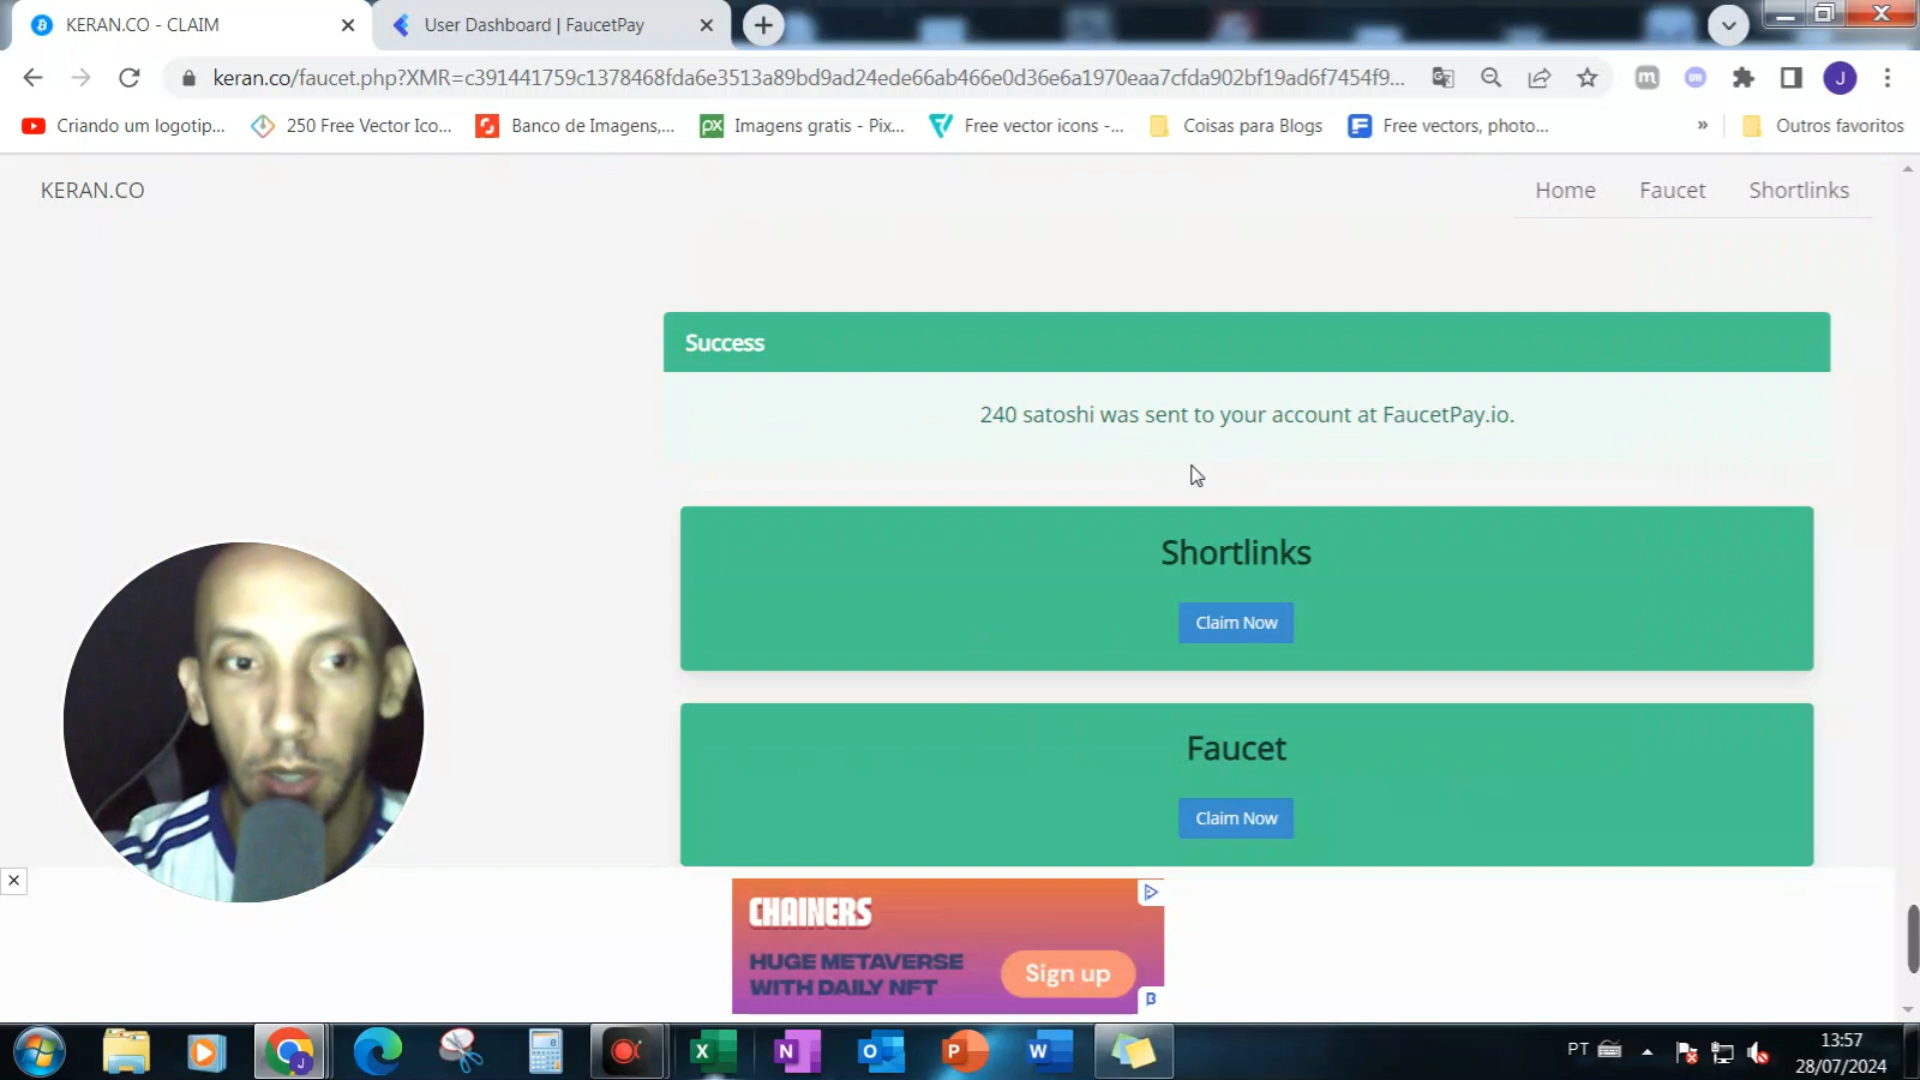 KERAN.CO - CLAIM
User Dashboard | FaucetPay
keran.co/faucet.php?XMR=c391441759c1378468fda6e3513a89bd9ad24ede66ab466e0d36e6a1970eaa7cfda902bf19ad6f7454f9...
J
Criando um logotip...
250 Free Vector Ico...
Banco de Imagens,...
px
Imagens gratis - Pix...
Free vector icons -...
Coisas para Blogs
Free vectors, photo...
»
Outros favoritos
KERAN.CO
Home
Faucet
Shortlinks
Success
240 satoshi was sent to your account at FaucetPay.io.
Shortlinks
Claim Now
Faucet
Claim Now
CHAINERS
HUGE METAVERSE
WITH DAILY NFT
Sign up
PT
13:57
28/07/2024